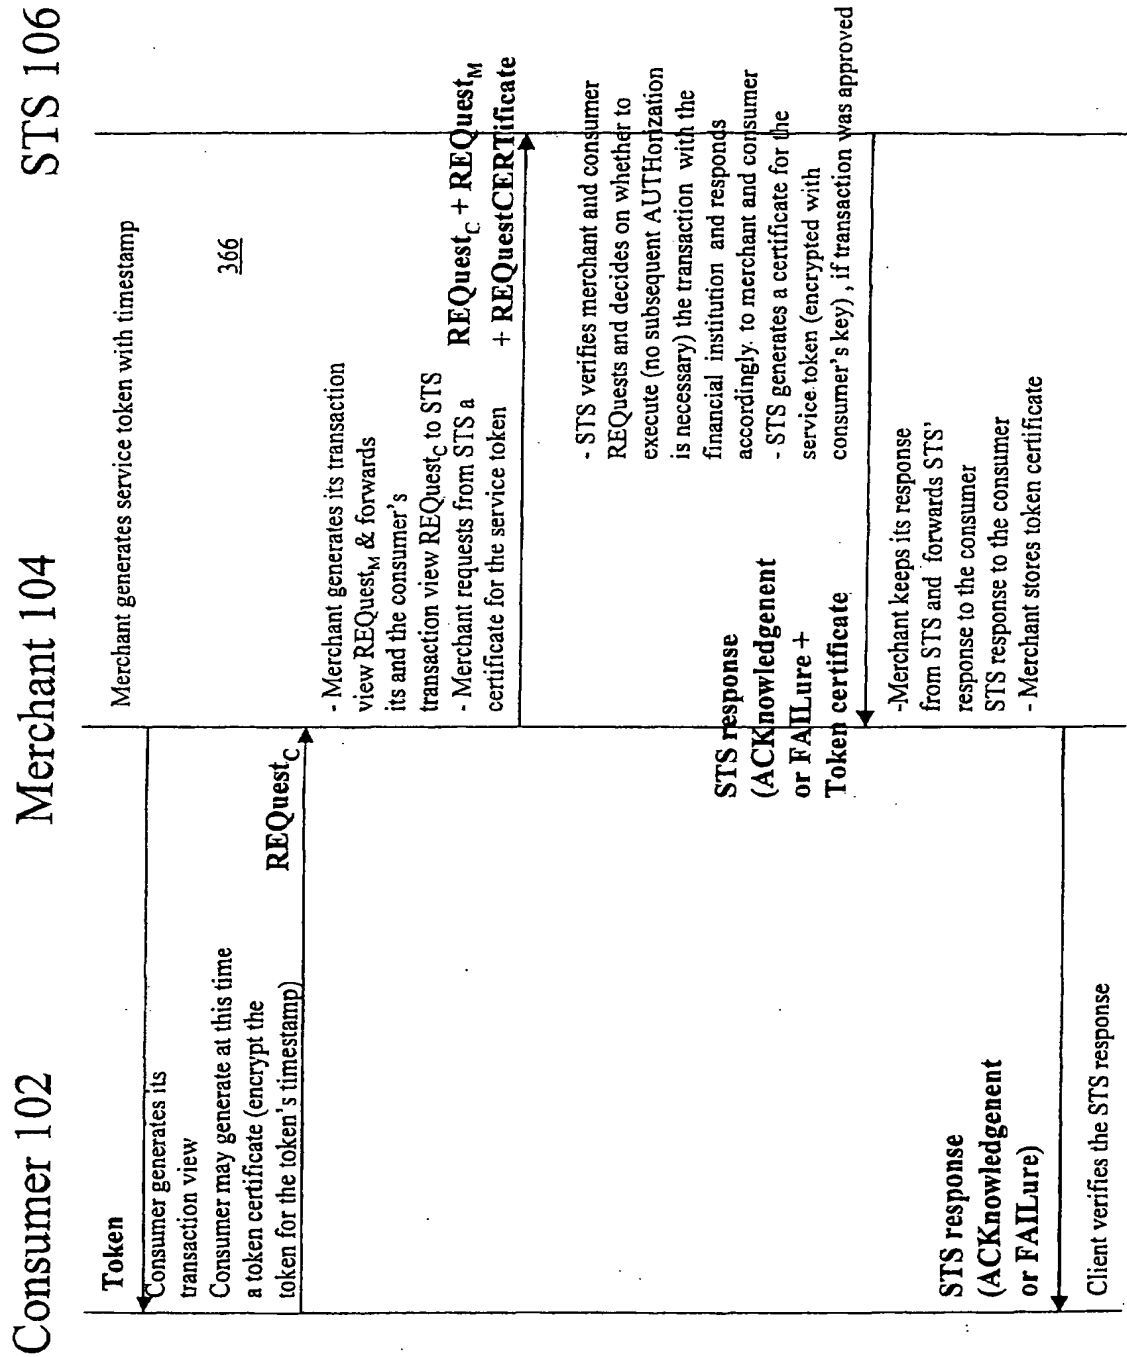 Consumer 102
Merchant 104
STS 106
Merchant generates service token with timestamp
Token
366
Consumer generates its
transaction view
Consumer may generate at this time
a token certificate (encrypt the
token for the token's timestamp)
REQuestC
- Merchant generates its transaction
view REQuestM & forwards
its and the consumer's
transaction view REQuestC to STS
- Merchant requests from STS a
certificate for the service token
REQuestC + REQuestM
+ REQuestCERTificate
- STS verifies merchant and consumer
REQuests and decides on whether to
execute (no subsequent AUTHorization
is necessary) the transaction with the
financial institution and responds
accordingly. to merchant and consumer
- STS generates a certificate for the
service token (encrypted with
consumer's key) , if transaction was approved
STS response
(ACKnowledgenent
or FAILure +
Token certificate
-Merchant keeps its response
from STS and forwards STS'
response to the consumer
STS response to the consumer
- Merchant stores token certificate
STS response
(ACKnowledgenent
or FAILure)
Client verifies the STS response